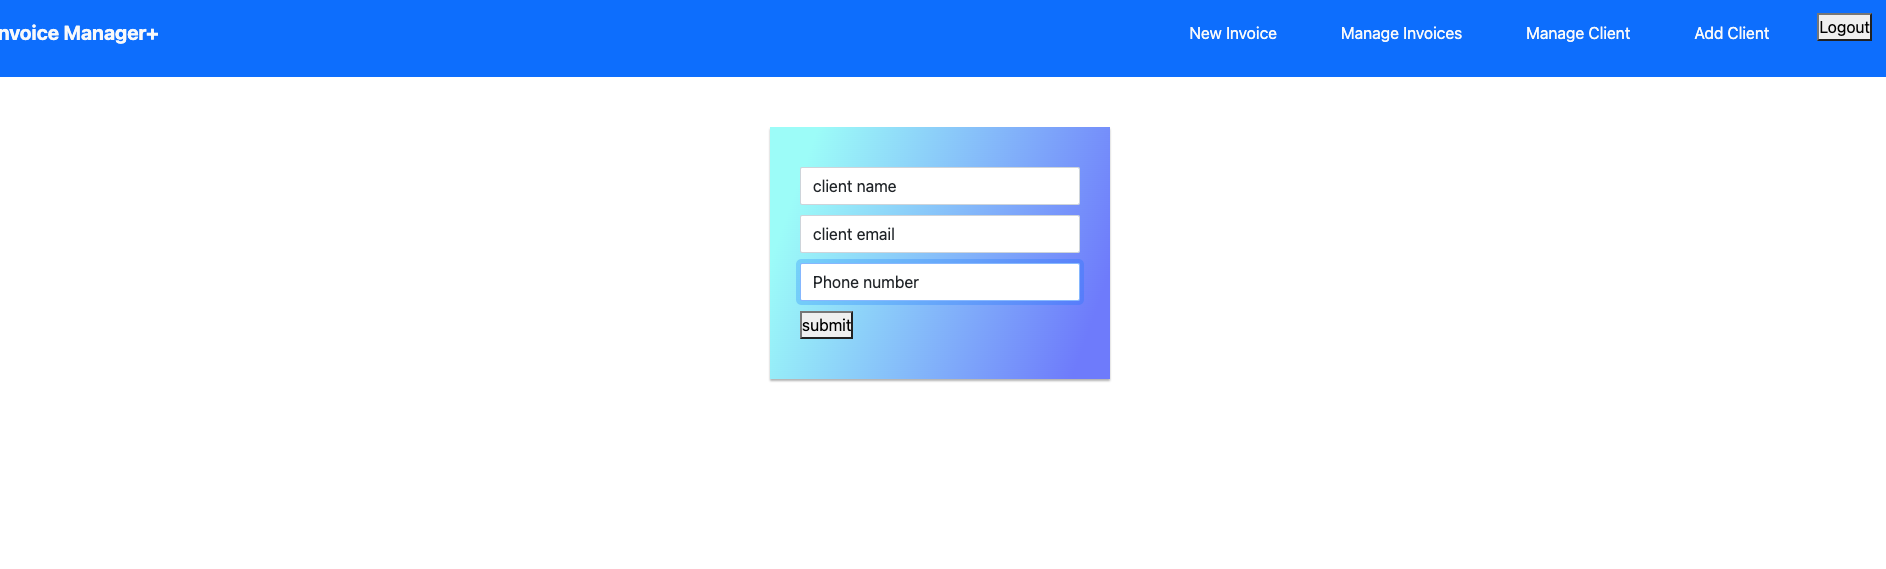 nvoice Manager+
New Invoice
Manage Invoices
Manage Client
Add Client
Logout
client name
client email
Phone number
submit